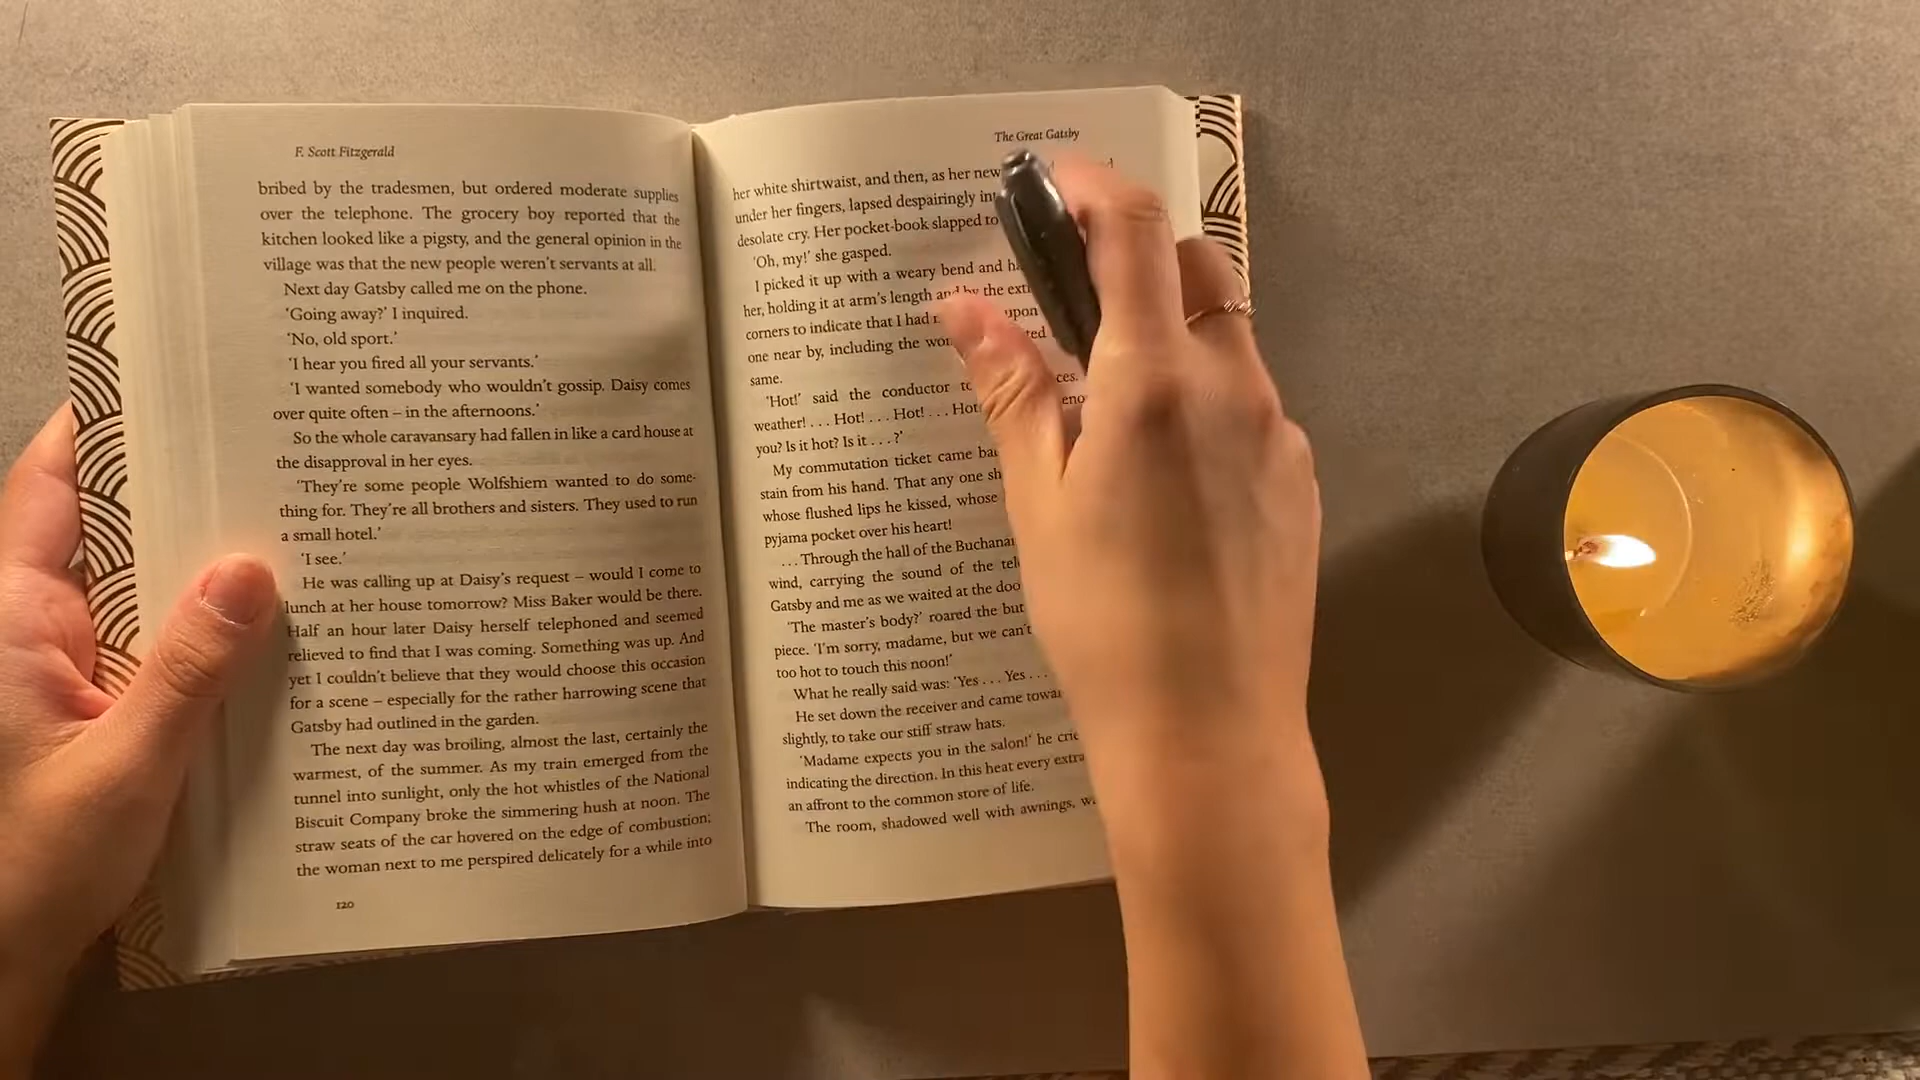 F. Scott Fitzgerald
bribed by the tradesmen, but ordered moderate supplies
over the telephone. The grocery boy reported that the
kitchen looked like a pigsty, and the general opinion in the
village was that the new people weren't servants at all.
Next day Gatsby called me on the phone.
'Going away?' I inquired.
'No, old sport.'
'I hear you fired all your servants.'
'I wanted somebody who wouldn't gossip. Daisy comes
over quite often – in the afternoons.'
So the whole caravansary had fallen in like a card house at
the disapproval in her eyes.
'They're some people Wolfshiem wanted to do some-
thing for. They're all brothers and sisters. They used to run
a small hotel.'
'I see.'
He was calling up at Daisy's request – would I come to
lunch at her house tomorrow? Miss Baker would be there.
Half an hour later Daisy herself telephoned and seemed
relieved to find that I was coming. Something was up. And
yet I couldn't believe that they would choose this occasion
for a scene – especially for the rather harrowing scene that
Gatsby had outlined in the garden.
The next day was broiling, almost the last, certainly the
warmest, of the summer. As my train emerged from the
tunnel into sunlight, only the hot whistles of the National
Biscuit Company broke the simmering hush at noon. The
straw seats of the car hovered on the edge of combustion;
the woman next to me perspired delicately for a while into
120
The Great Gatsby
her white shirtwaist, and then, as her new
under her fingers, lapsed despairingly
desolate cry. Her pocket-book slapped to
'Oh, my!' she gasped.
I picked it up with a weary bend and
her, holding it at arm's length and by the
corners to indicate that I had upon
one near by, including the
same.
'Hot!' said the conductor
weather! . . . Hot! . . . Hot! . . . Hot
you? Is it hot? Is it . . . ?'
My commutation ticket came
stain from his hand. That any one
whose flushed lips he kissed, whose
pyjama pocket over his heart!
. . . Through the hall of the
wind, carrying the sound of the
Gatsby and me as we waited at the
'The master's body?' roared the
piece. 'I'm sorry, madame, but we can't
too hot to touch this noon!'
What he really said was: 'Yes . . . Yes . . .
He set down the receiver and came
slightly, to take our stiff straw hats.
'Madame expects you in the salon!' he
indicating the direction. In this heat every
an affront to the common store of life.
The room, shadowed well with awnings,